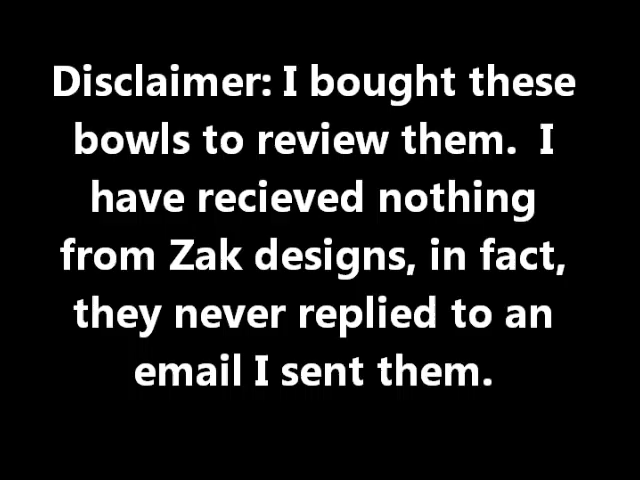 Disclaimer: I bought these
bowls to review them.  I
have recieved nothing
from Zak designs, in fact,
they never replied to an
email I sent them.